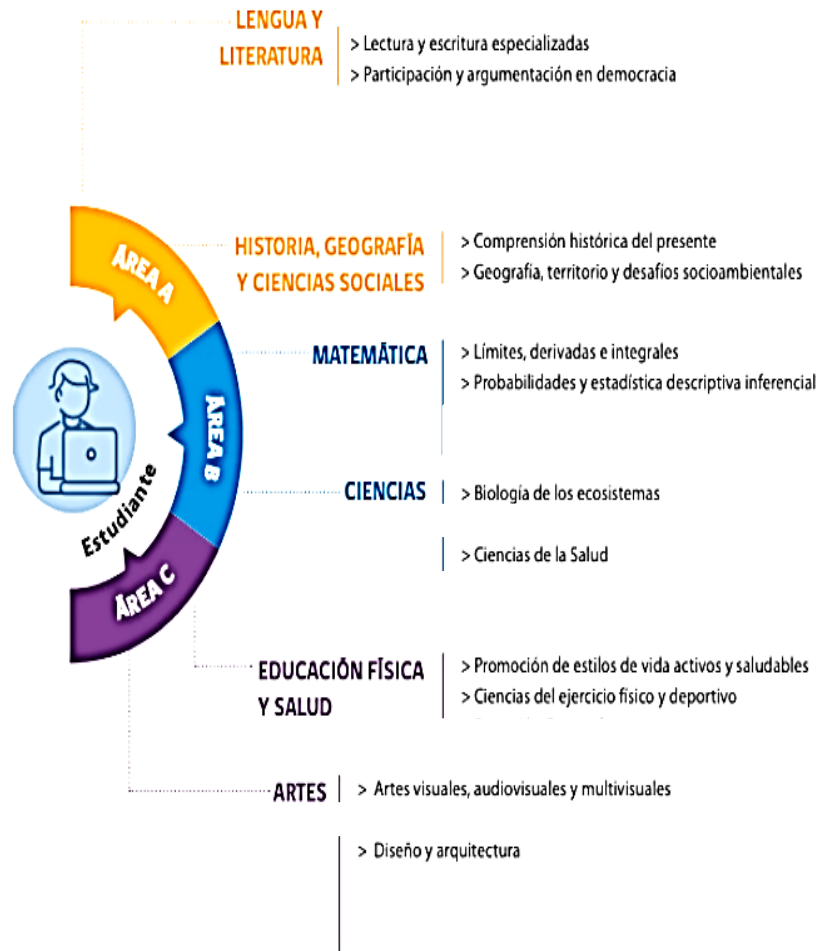 LENGUA Y
LITERATURA
> Lectura y escritura especializadas
> Participación y argumentación en democracia
ÁREA A
HISTORIA, GEOGRAFÍA
Y CIENCIAS SOCIALES
> Comprensión histórica del presente
> Geografía, territorio y desafíos socioambientales
MATEMÁTICA
> Límites, derivadas e integrales
> Probabilidades y estadística descriptiva inferencial
ÁREA B
Estudiante
CIENCIAS
> Biología de los ecosistemas
> Ciencias de la Salud
ÁREA C
EDUCACIÓN FÍSICA
Y SALUD
> Promoción de estilos de vida activos y saludables
> Ciencias del ejercicio físico y deportivo
ARTES
> Artes visuales, audiovisuales y multivisuales
> Diseño y arquitectura